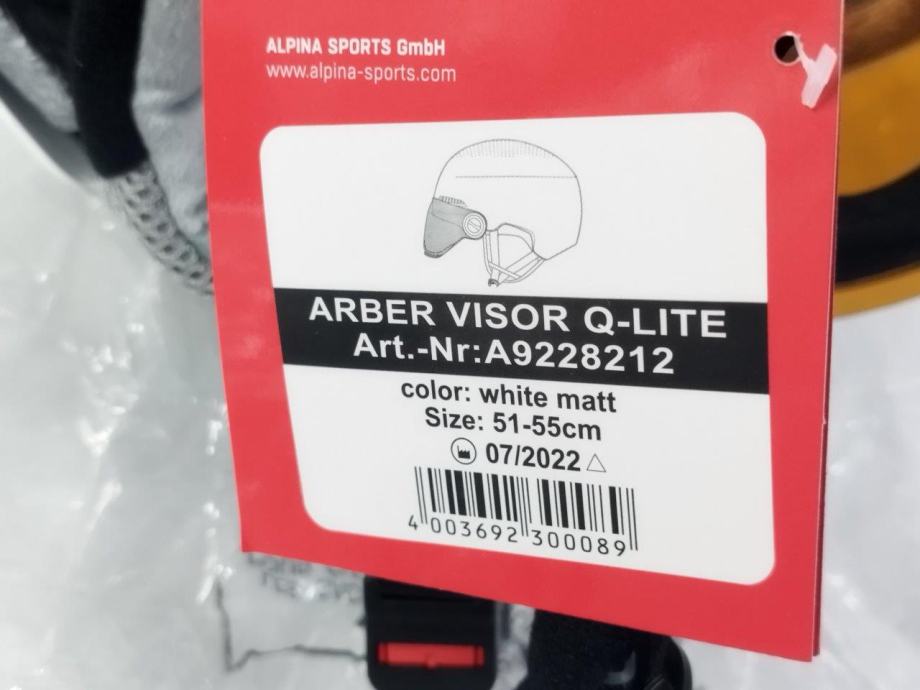 ALPINA SPORTS GmbH
www.alpina-sports.com
ARBER VISOR Q-LITE
Art.-Nr:A9228212
color: white matt
Size: 51-55cm
07/2022
4 003692 300089